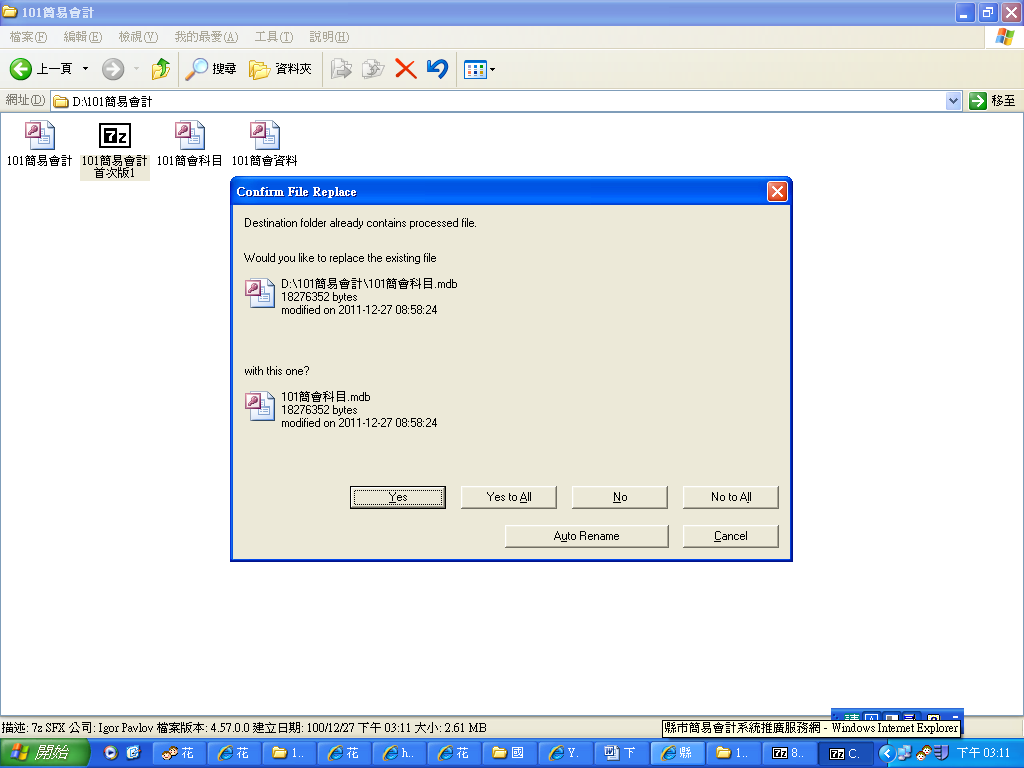 101簡易會計
檔案(F) 編輯(E) 檢視(V) 我的最愛(A) 工具(T) 說明(H)
上一頁 搜尋 資料夾
網址(D) D:\101簡易會計 移至
101簡易會計 101簡易會計首次版1 101簡會科目 101簡會資料
Confirm File Replace
Destination folder already contains processed file.
Would you like to replace the existing file
D:\101簡易會計\101簡會科目.mdb
18276352 bytes
modified on 2011-12-27 08:58:24
with this one?
101簡會科目.mdb
18276352 bytes
modified on 2011-12-27 08:58:24
Yes Yes to All No No to All
Auto Rename Cancel
描述: 7z SFX 公司: Igor Pavlov 檔案版本: 4.57.0.0 建立日期: 100/12/27 下午 03:11 大小: 2.61 MB
縣市簡易會計系統推廣服務網 - Windows Internet Explorer
開始 花 花 1.. 花 h.. 花 國 Y. 下 縣 1.. 8.. C. 下午 03:11